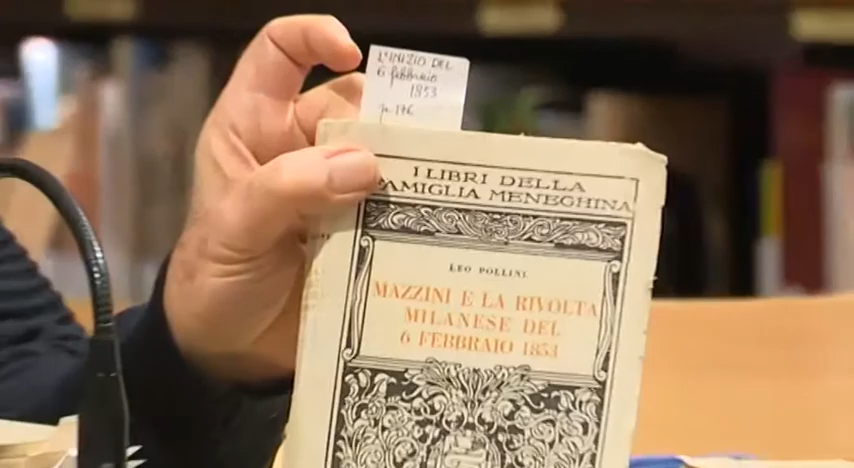 L'INIZIO DEL
6 febbraio
1853
p. 176
I LIBRI DELLA
FAMIGLIA MENEGHINA
LEO POLLINI
MAZZINI E LA RIVOLTA
MILANESE DEL
6 FEBBRAIO 1853